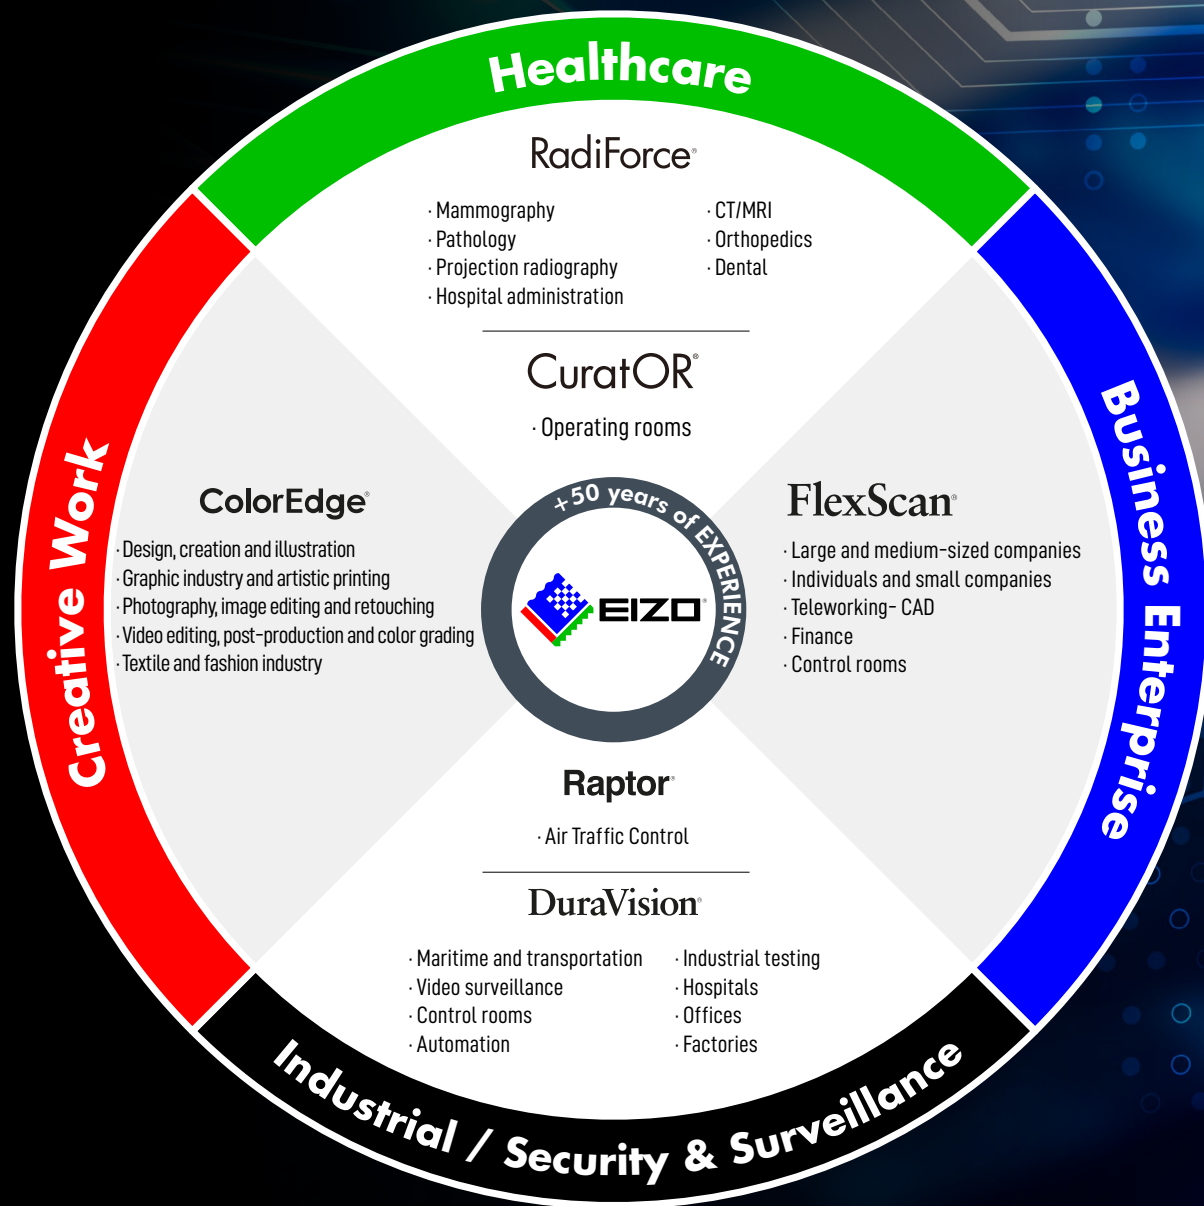 Healthcare
RadiForce®
· Mammography
· Pathology
· Projection radiography
· Hospital administration
· CT/MRI
· Orthopedics
· Dental
CuratOR®
· Operating rooms
Creative Work
ColorEdge®
· Design, creation and illustration
· Graphic industry and artistic printing
· Photography, image editing and retouching
· Video editing, post-production and color grading
· Textile and fashion industry
+50 years of EXPERIENCE
EIZO®
Business Enterprise
FlexScan®
· Large and medium-sized companies
· Individuals and small companies
· Teleworking- CAD
· Finance
· Control rooms
Raptor®
· Air Traffic Control
DuraVision®
· Maritime and transportation
· Video surveillance
· Control rooms
· Automation
· Industrial testing
· Hospitals
· Offices
· Factories
Industrial / Security & Surveillance